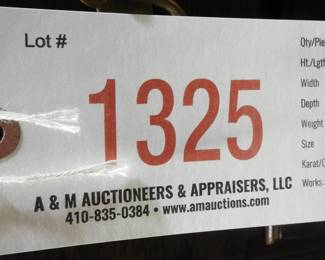 Lot #
1325
A & M AUCTIONEERS & APPRAISERS, LLC
410-835-0384 • www.amauctions.com
Qty/Pie
Ht./Lgt
Width
Depth
Weight
Size
Karat/
Works